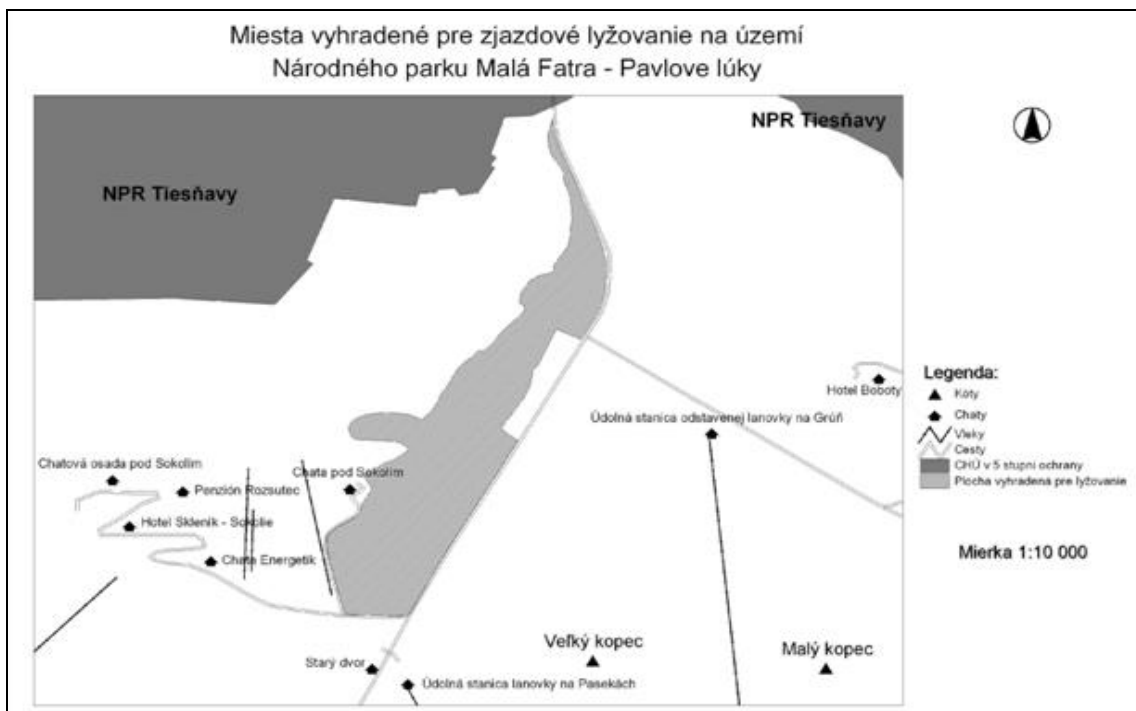 Miesta vyhradené pre zjazdové lyžovanie na území
Národného parku Malá Fatra - Pavlove lúky
NPR Tiesňavy
NPR Tiesňavy
Hotel Boboty
Údolná stanica odstavenej lanovky na Grúň
Chatová osada pod Sokolím
Chata pod Sokolím
Penzión Rozsutec
Hotel Skleník - Sokolie
Chata Energetik
Veľký kopec
Malý kopec
Starý dvor
Údolná stanica lanovky na Pasekách
Legenda:
Kóty
Chaty
Vleky
Cesty
CHÚ v 5 stupni ochrany
Plocha vyhradená pre lyžovanie
Mierka 1:10 000